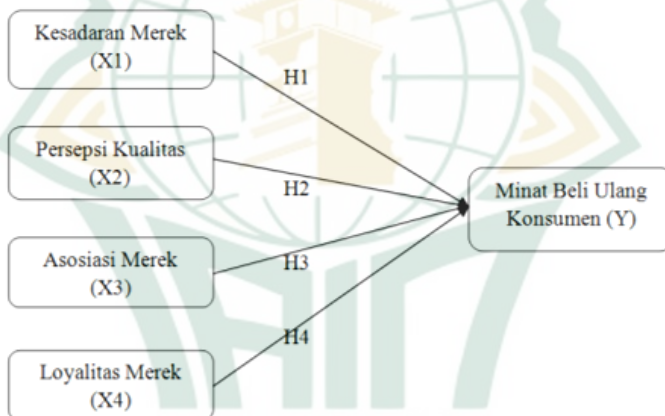 Kesadaran Merek
(X1)
H1
Persepsi Kualitas
(X2)
H2
Minat Beli Ulang
Konsumen (Y)
Asosiasi Merek
(X3)
H3
Loyalitas Merek
(X4)
H4